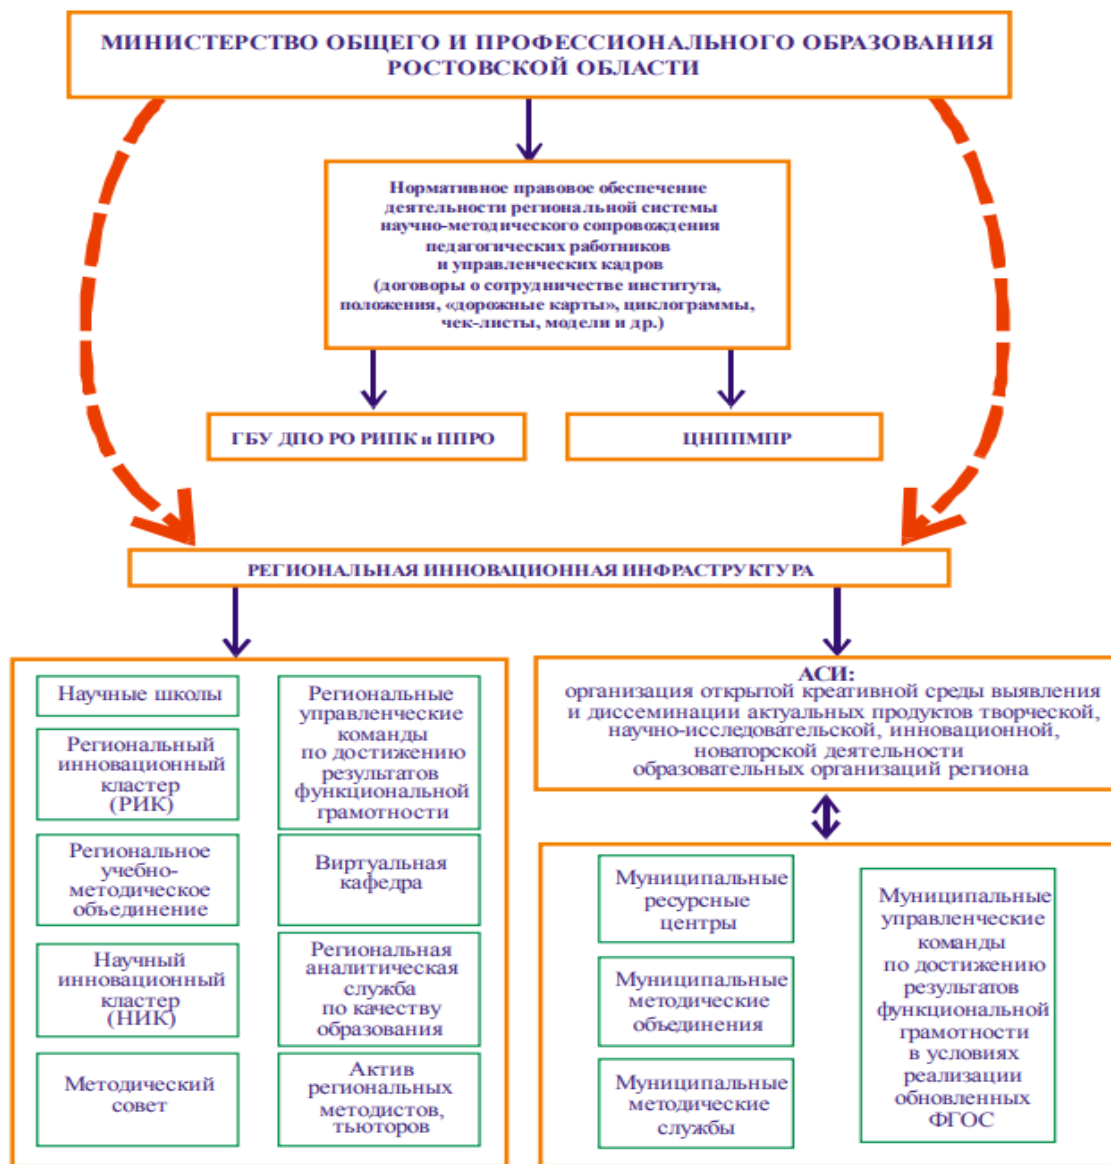 МИНИСТЕРСТВО ОБЩЕГО И ПРОФЕССИОНАЛЬНОГО ОБРАЗОВАНИЯ
РОСТОВСКОЙ ОБЛАСТИ
Нормативное правовое обеспечение
деятельности региональной системы
научно-методического сопровождения
педагогических работников
и управленческих кадров
(договоры о сотрудничестве института,
положения, «дорожные карты», циклограммы,
чек-листы, модели и др.)
ГБУ ДПО РО РИПК и ППРО
ЦНППМПР
РЕГИОНАЛЬНАЯ ИННОВАЦИОННАЯ ИНФРАСТРУКТУРА
Научные школы
Региональный
инновационный
кластер
(РИК)
Региональное
учебно-
методическое
объединение
Научный
инновационный
кластер
(НИК)
Методический
совет
Региональные
управленческие
команды
по достижению
результатов
функциональной
грамотности
Виртуальная
кафедра
Региональная
аналитическая
служба
по качеству
образования
Актив
региональных
методистов,
тьюторов
АСИ:
организация открытой креативной среды выявления
и диссеминации актуальных продуктов творческой,
научно-исследовательской, инновационной,
новаторской деятельности
образовательных организаций региона
Муниципальные
ресурсные
центры
Муниципальные
методические
объединения
Муниципальные
методические
службы
Муниципальные
управленческие
команды
по достижению
результатов
функциональной
грамотности
в условиях
реализации
обновленных
ФГОС